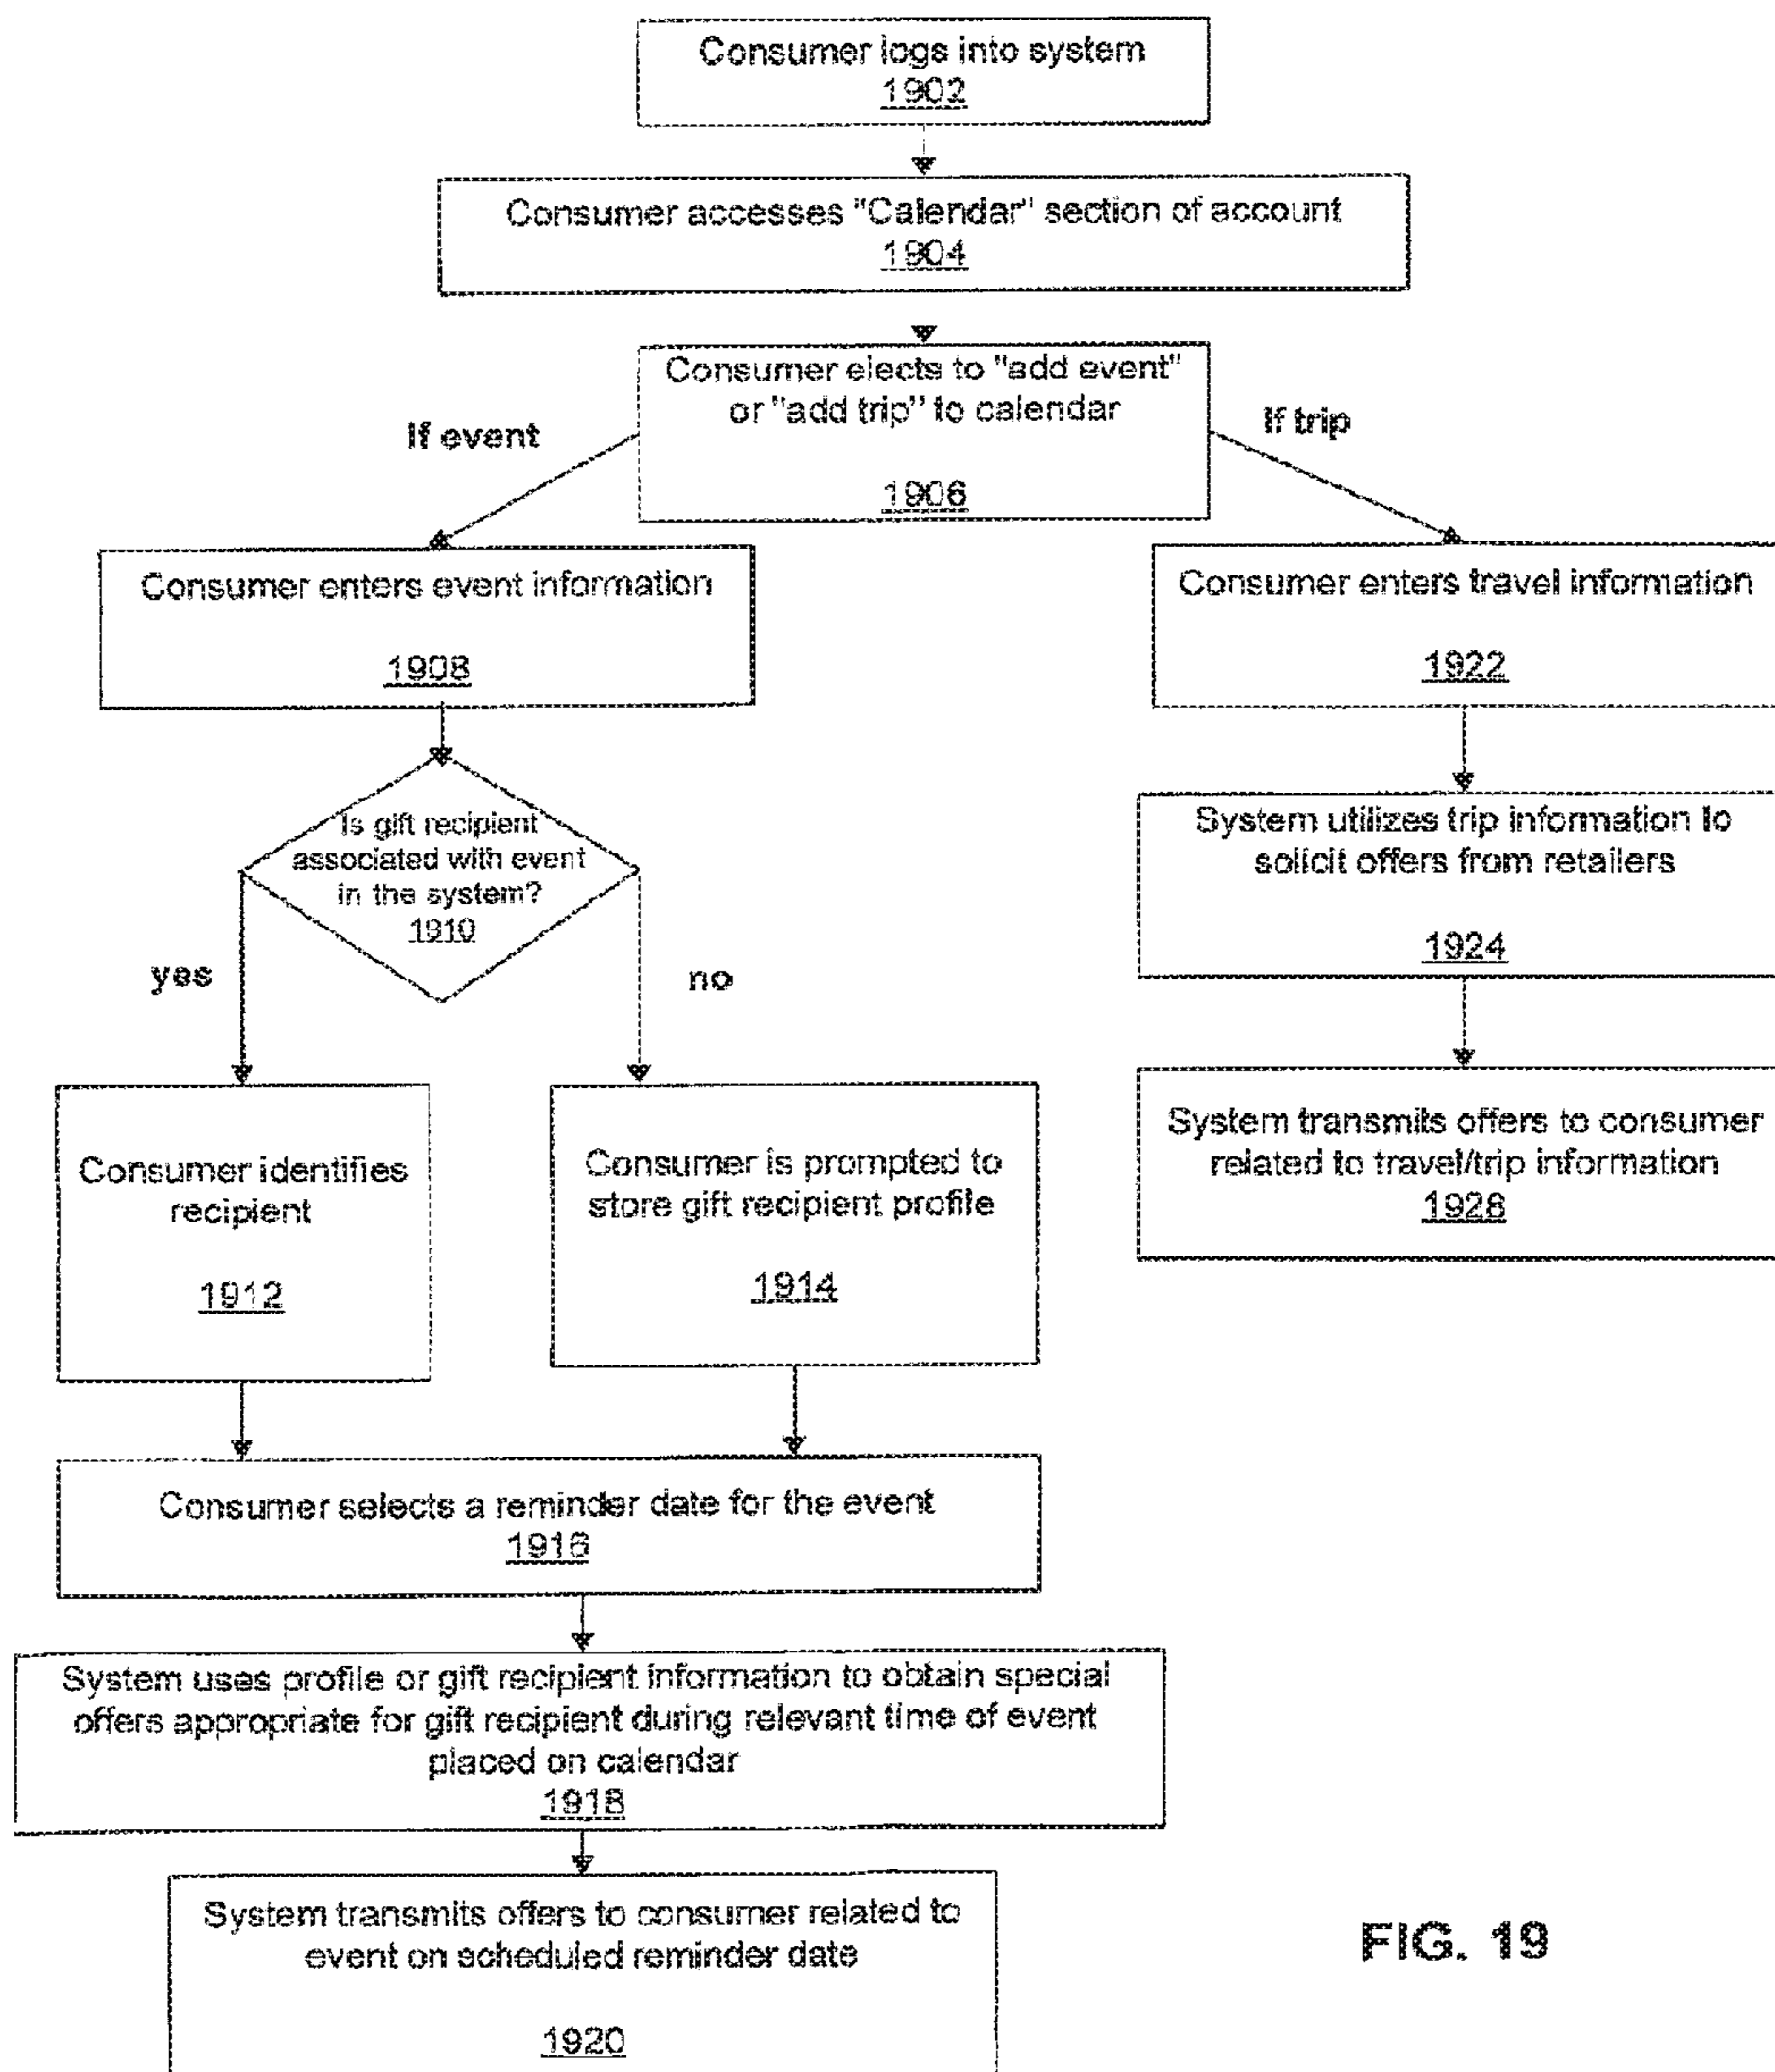 Consumer logs into system
1902
Consumer accesses "Calendar" section of account
1904
Consumer elects to "add event"
or "add trip" to calendar
1906
If event
If trip
Consumer enters event information
1908
Consumer enters travel information
1922
Is gift recipient
associated with event
in the system?
1910
yes
no
System utilizes trip information to
solicit offers from retailers
1924
Consumer identifies
recipient
1912
Consumer is prompted to
store gift recipient profile
1914
System transmits offers to consumer
related to travel/trip information
1926
Consumer selects a reminder date for the event
1916
System uses profile or gift recipient information to obtain special
offers appropriate for gift recipient during relevant time of event
placed on calendar
1918
System transmits offers to consumer related to
event on scheduled reminder date
1920
FIG. 19